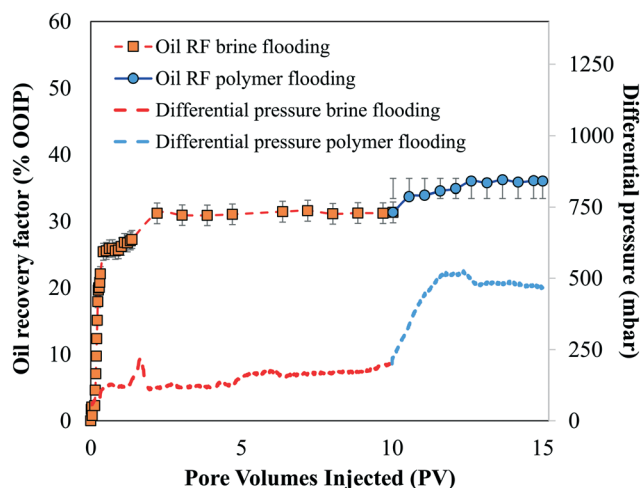 60
50
40
30
20
10
0
Oil recovery factor (% OOIP)
Oil RF brine flooding
Oil RF polymer flooding
Differential pressure brine flooding
Differential pressure polymer flooding
1250
1000
750
500
250
0
Differential pressure (mbar)
0
5
10
15
Pore Volumes Injected (PV)